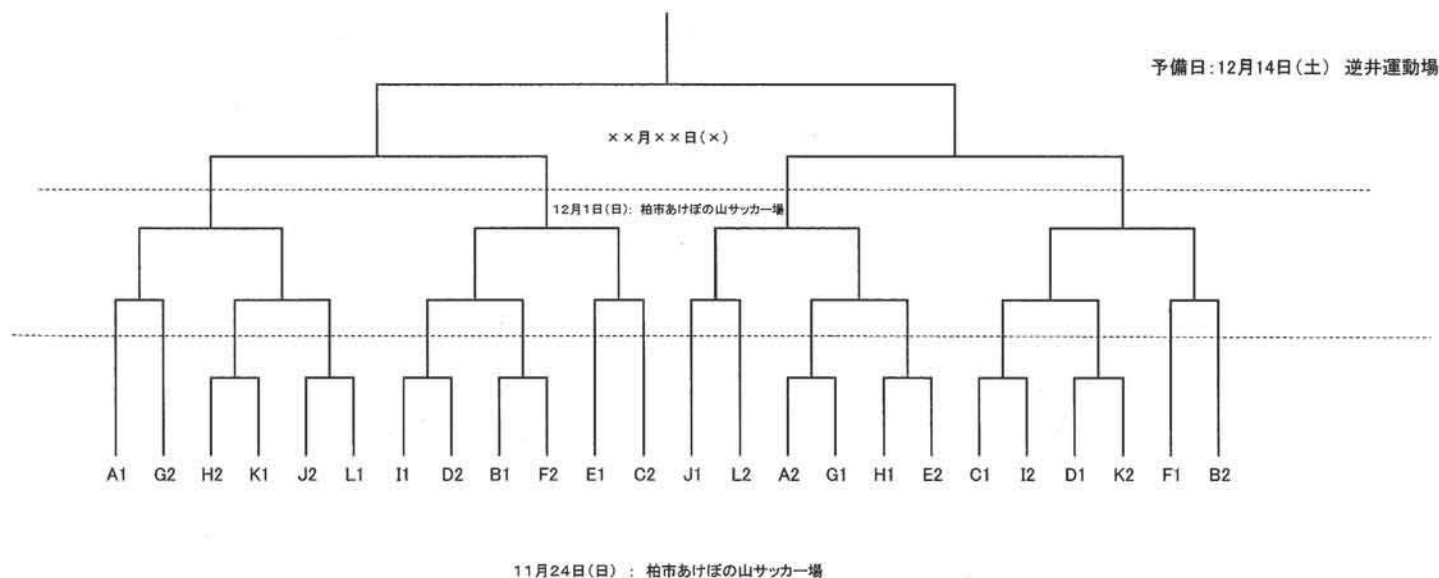 予備日:12月14日(土) 逆井運動場
××月××日(×)
12月1日(日): 柏市あけぼの山サッカー場
A1 G2 H2 K1 J2 L1 I1 D2 B1 F2 E1 C2 J1 L2 A2 G1 H1 E2 C1 I2 D1 K2 F1 B2
11月24日(日) : 柏市あけぼの山サッカー場